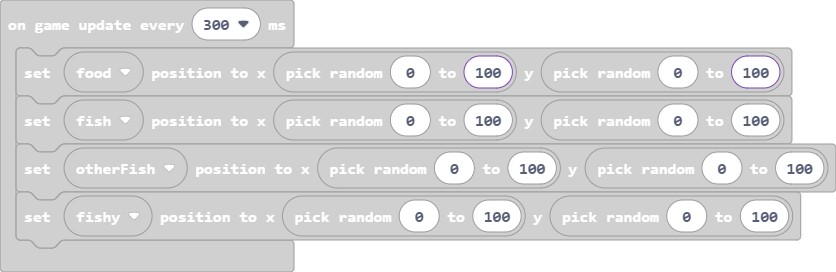 on game update every 300 ms
set food position to x pick random 0 to 100 y pick random 0 to 100
set fish position to x pick random 0 to 100 y pick random 0 to 100
set otherFish position to x pick random 0 to 100 y pick random 0 to 100
set fishy position to x pick random 0 to 100 y pick random 0 to 100